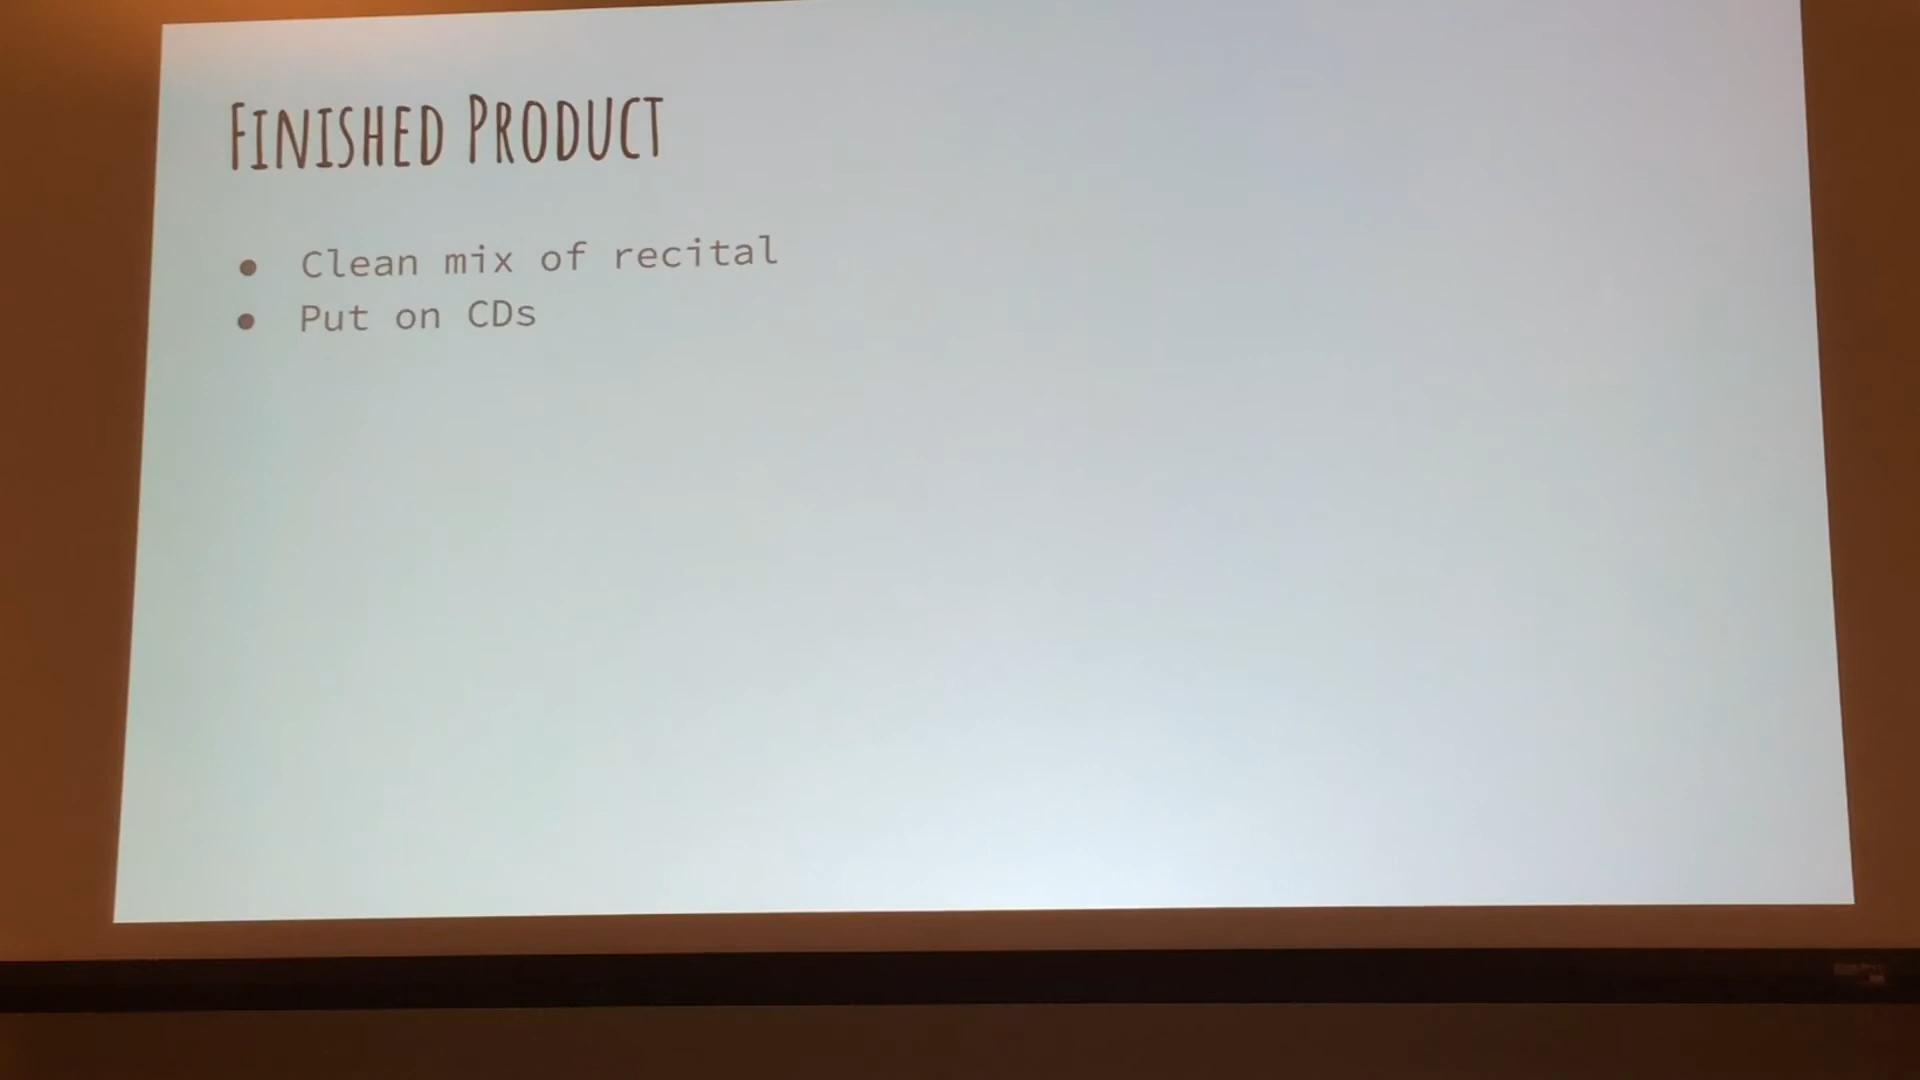 FINISHED PRODUCT
● Clean mix of recital
● Put on CDs